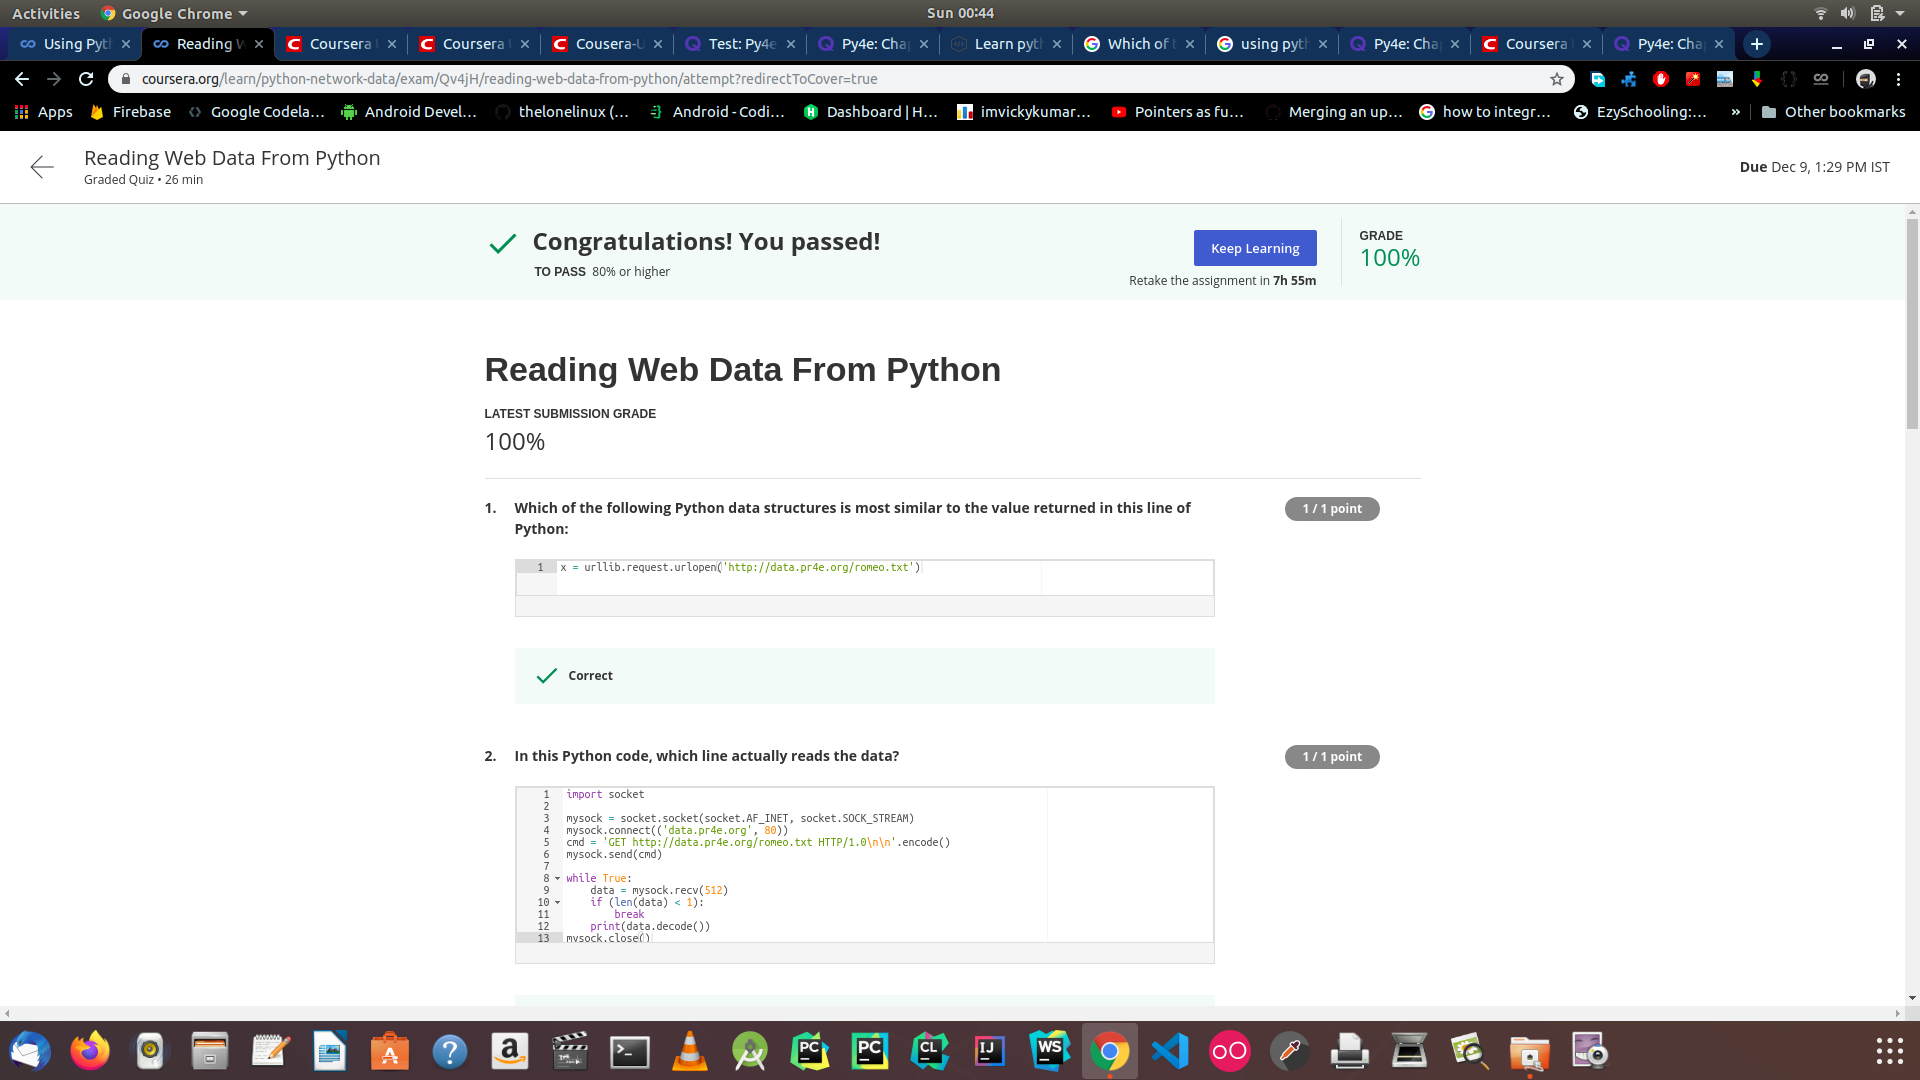 Activities
Google Chrome
Sun 00:44
Using Pyt
Reading W
Coursera
Coursera
Cousera-U
Test: Py4e
Py4e: Cha
Learn pyt
Which of
using pyth
Py4e: Cha
Coursera
Py4e: Cha
coursera.org/learn/python-network-data/exam/Qv4jH/reading-web-data-from-python/attempt?redirectToCover=true
Apps
Firebase
Google Codela...
Android Devel...
thelonelinux (...
Android - Codi...
Dashboard | H...
imvickykumar...
Pointers as fu...
Merging an up...
how to integr...
EzySchooling:...
»
Other bookmarks
Reading Web Data From Python
Graded Quiz • 26 min
Due Dec 9, 1:29 PM IST
Congratulations! You passed!
TO PASS 80% or higher
Keep Learning
Retake the assignment in 7h 55m
GRADE
100%
Reading Web Data From Python
LATEST SUBMISSION GRADE
100%
1. Which of the following Python data structures is most similar to the value returned in this line of
Python:
1 / 1 point
1 x = urllib.request.urlopen('http://data.pr4e.org/romeo.txt')
Correct
2. In this Python code, which line actually reads the data?
1 / 1 point
1 import socket
2
3 mysock = socket.socket(socket.AF_INET, socket.SOCK_STREAM)
4 mysock.connect(('data.pr4e.org', 80))
5 cmd = 'GET http://data.pr4e.org/romeo.txt HTTP/1.0\n\n'.encode()
6 mysock.send(cmd)
7
8 while True:
9 data = mysock.recv(512)
10 if (len(data) < 1):
11 break
12 print(data.decode())
13 mysock.close()